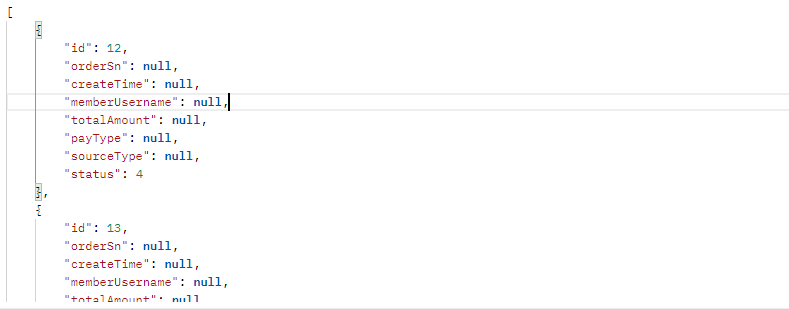 [
{
"id": 12,
"orderSn": null,
"createTime": null,
"memberUsername": null,
"totalAmount": null,
"payType": null,
"sourceType": null,
"status": 4
},
{
"id": 13,
"orderSn": null,
"createTime": null,
"memberUsername": null,
"totalAmount": null